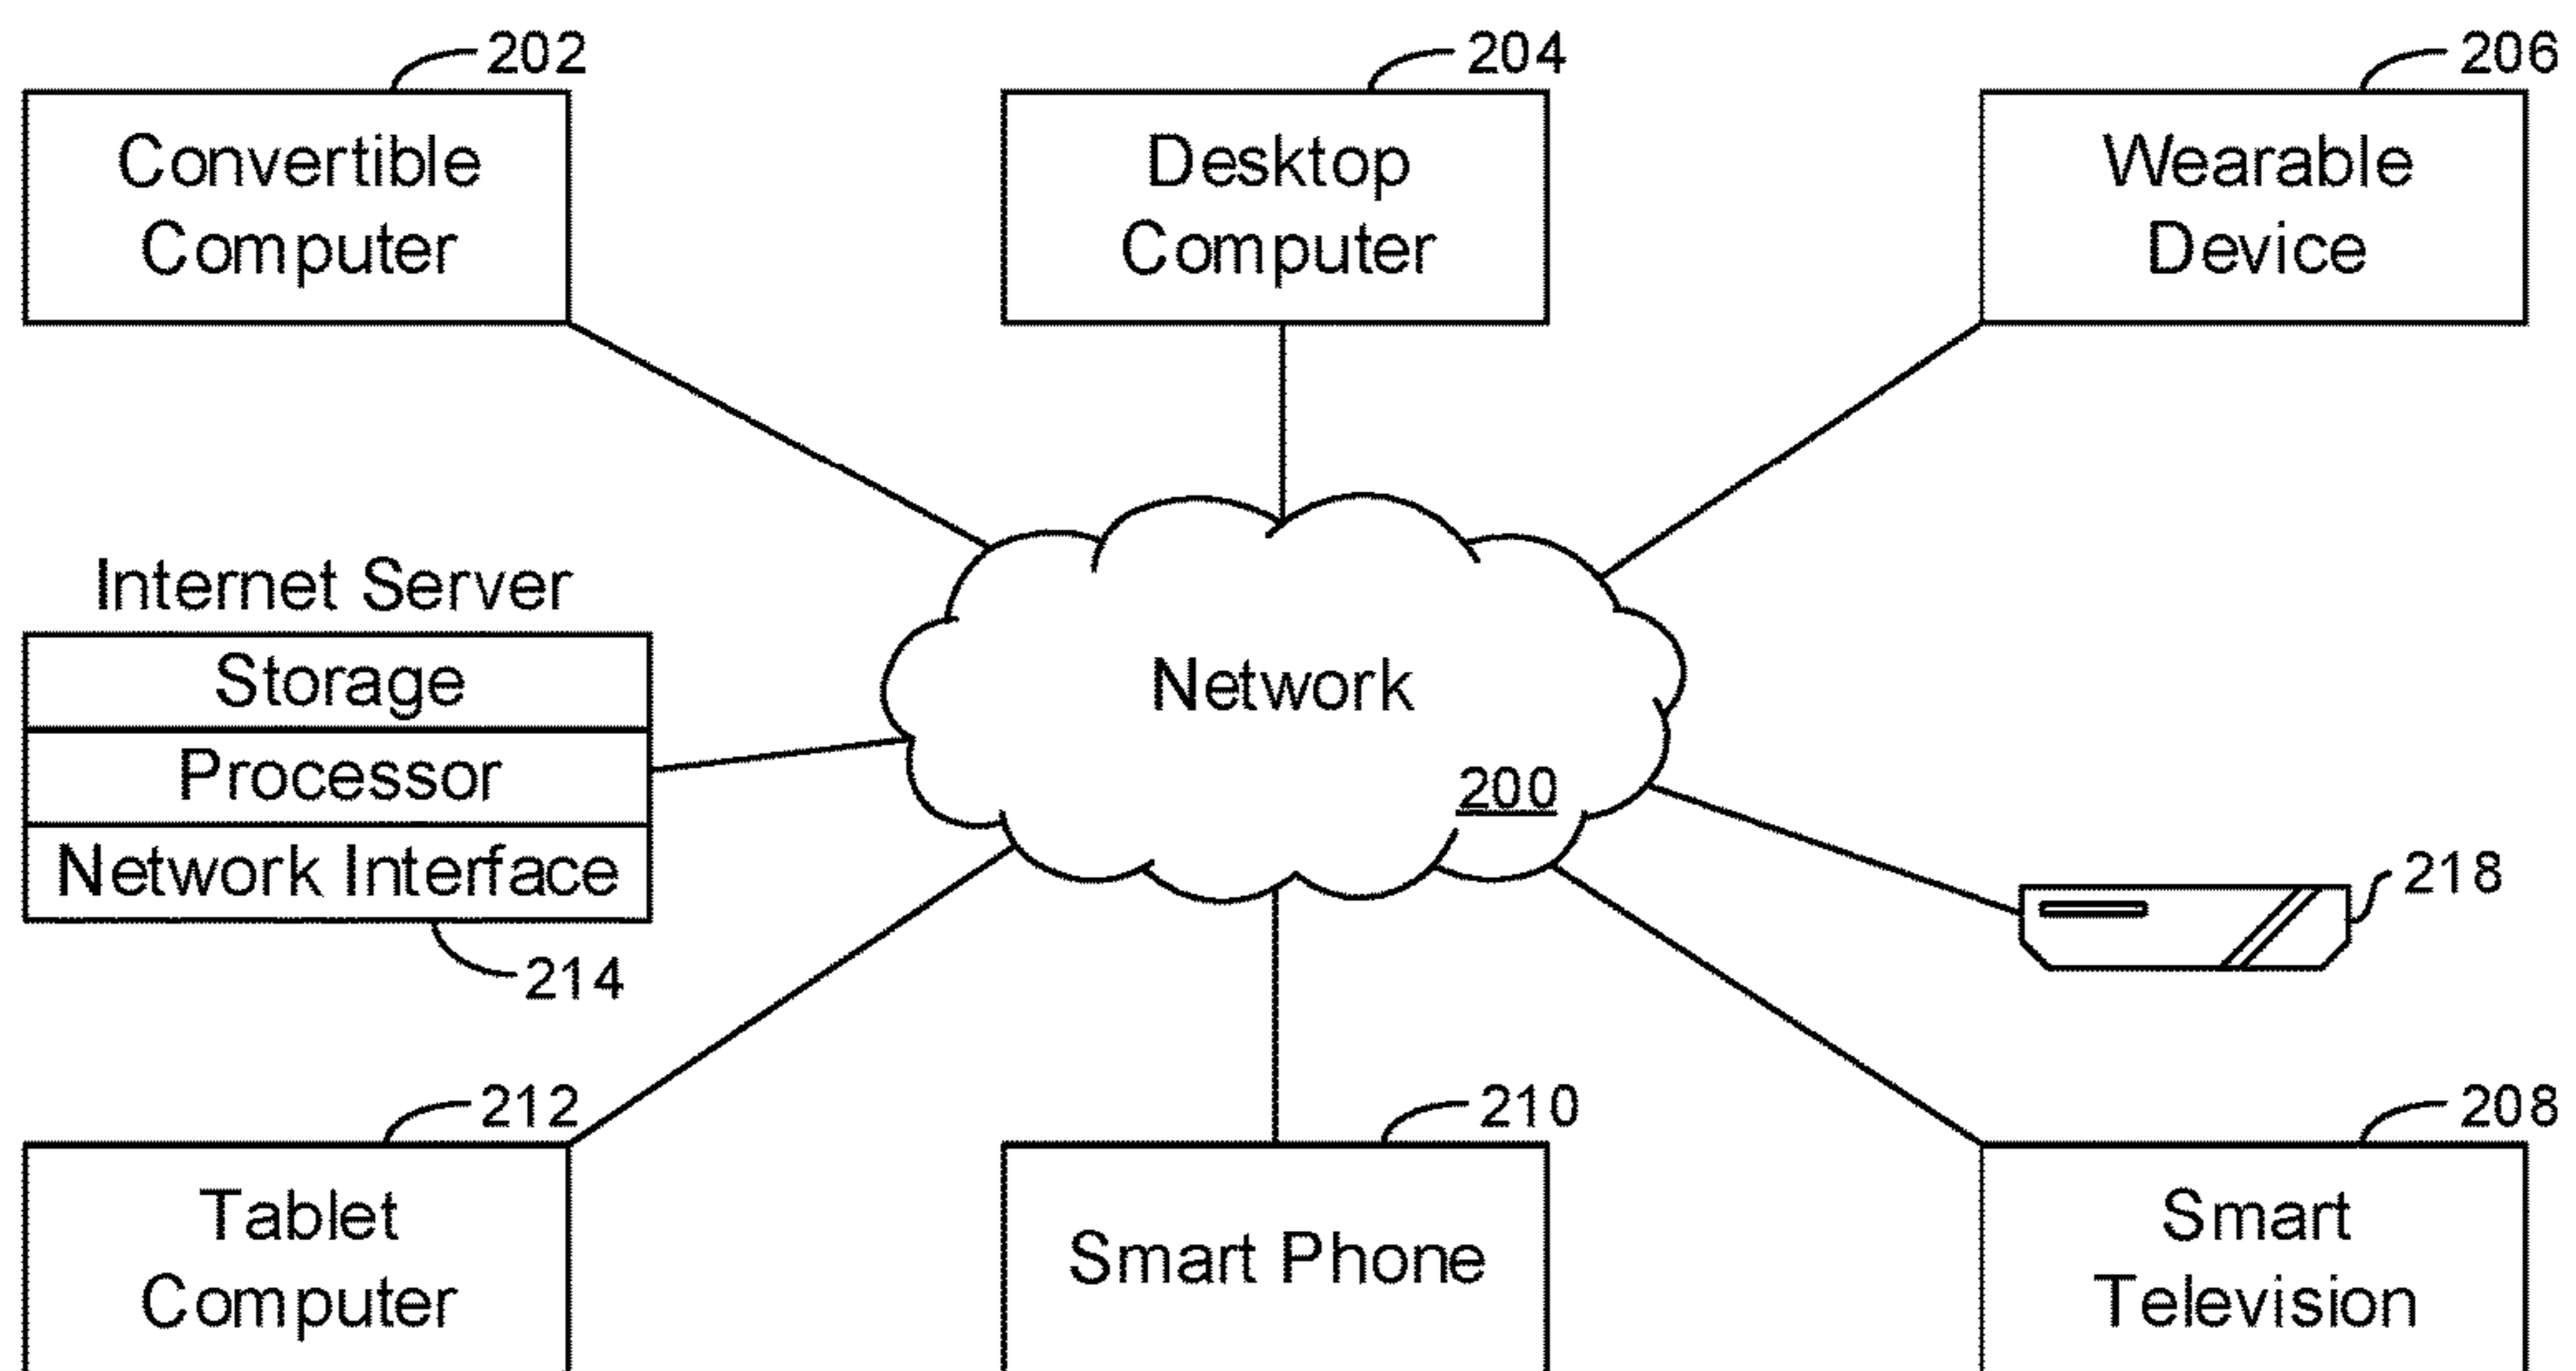 202
204
206
Convertible
Computer
Desktop
Computer
Wearable
Device
Internet Server
Storage
Processor
Network Interface
214
Network
200
218
212
210
208
Tablet
Computer
Smart Phone
Smart
Television